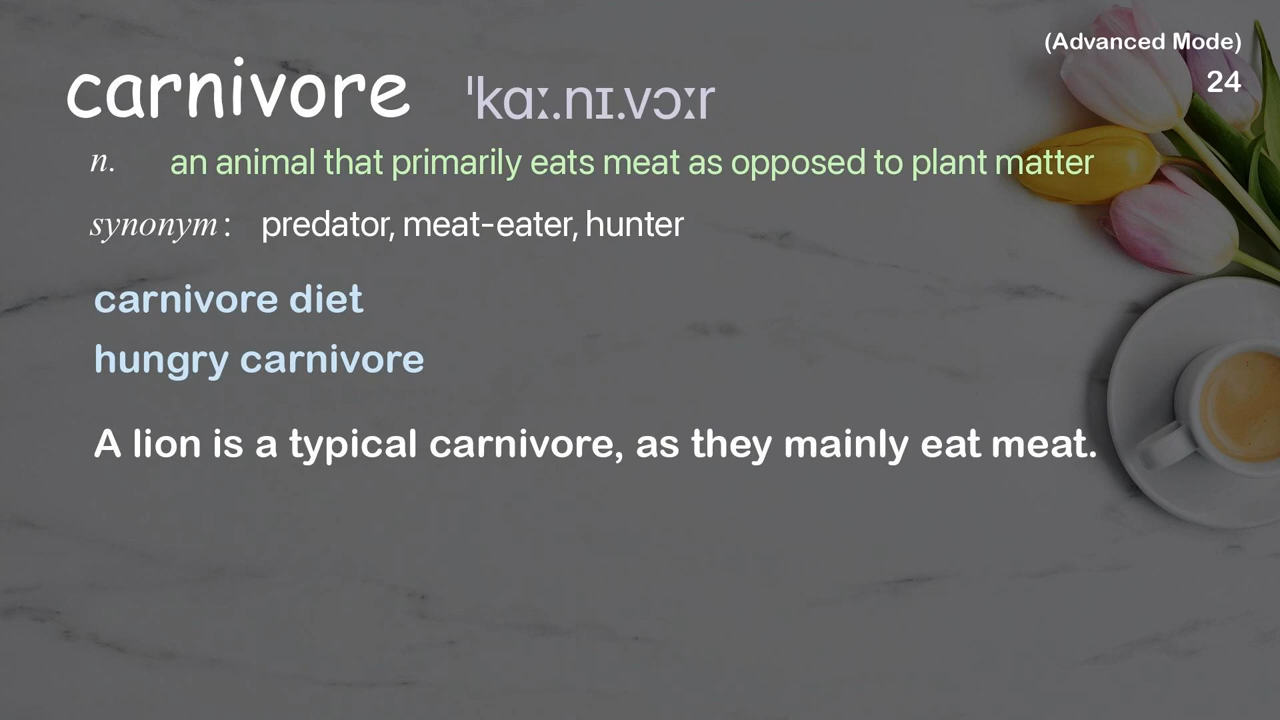 (Advanced Mode)
24
carnivore ˈkɑː.nɪ.vɔːr
n. an animal that primarily eats meat as opposed to plant matter
synonym: predator, meat-eater, hunter
carnivore diet
hungry carnivore
A lion is a typical carnivore, as they mainly eat meat.